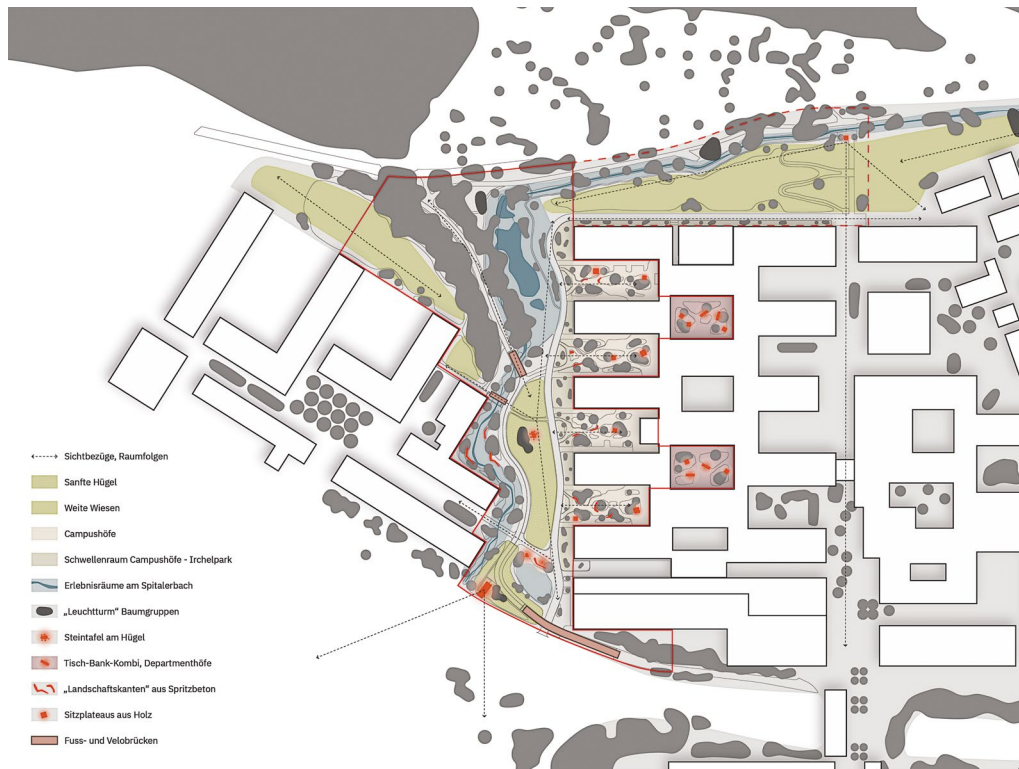 Sichtbezüge, Raumfolgen
Sanfte Hügel
Weite Wiesen
Campushöfe
Schwellenraum Campushöfe - Irchelpark
Erlebnisräume am Spitalerbach
„Leuchtturm“ Baumgruppen
Steintafel am Hügel
Tisch-Bank-Kombi, Departmenthöfe
„Landschaftskanten“ aus Spritzbeton
Sitzplateaus aus Holz
Fuss- und Velobrücken